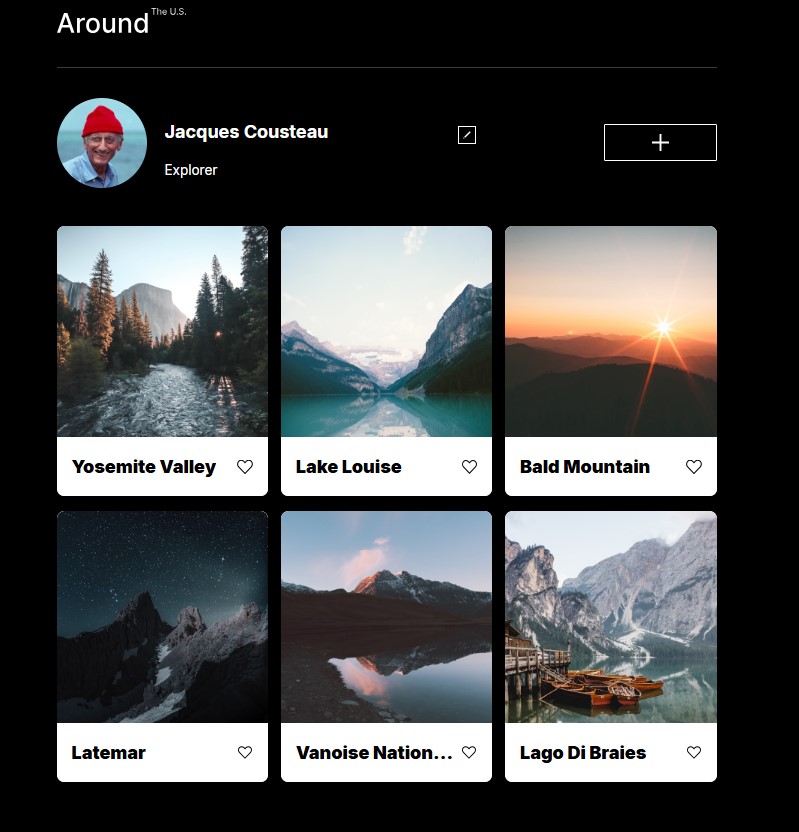 Around The U.S.
Jacques Cousteau
Explorer
Yosemite Valley
Lake Louise
Bald Mountain
Latemar
Vanoise Nation...
Lago Di Braies